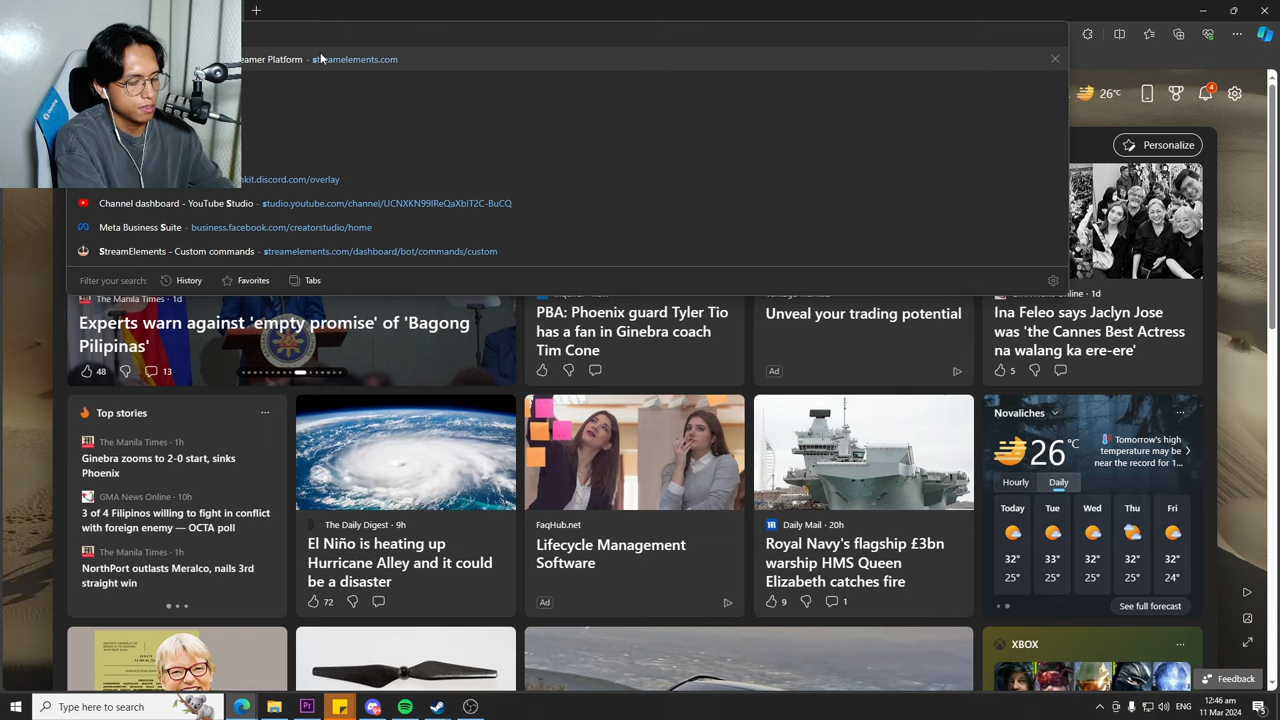 eamer Platform - streamelements.com
nkit.discord.com/overlay
Channel dashboard - YouTube Studio - studio.youtube.com/channel/UCNXKN99IReQaXbIT2C-BuCQ
Meta Business Suite - business.facebook.com/creatorstudio/home
StreamElements - Custom commands - streamelements.com/dashboard/bot/commands/custom
Filter your search: History Favorites Tabs
26°C
4
Personalize
The Manila Times · 1d
Experts warn against 'empty promise' of 'Bagong
Pilipinas'
48 13
PBA: Phoenix guard Tyler Tio
has a fan in Ginebra coach
Tim Cone
Unveil your trading potential
Ad
Online · 1d
Ina Feleo says Jaclyn Jose
was 'the Cannes Best Actress
na walang ka ere-ere'
5
Top stories
The Manila Times · 1h
Ginebra zooms to 2-0 start, sinks
Phoenix
GMA News Online · 10h
3 of 4 Filipinos willing to fight in conflict
with foreign enemy — OCTA poll
The Manila Times · 1h
NorthPort outlasts Meralco, nails 3rd
straight win
The Daily Digest · 9h
El Niño is heating up
Hurricane Alley and it could
be a disaster
72
FaqHub.net
Lifecycle Management
Software
Ad
Daily Mail · 20h
Royal Navy's flagship £3bn
warship HMS Queen
Elizabeth catches fire
9 1
Novaliches
26 °C
Tomorrow's high
temperature may be
near the record for 1...
Hourly Daily
Today Tue Wed Thu Fri
32° 33° 32° 32° 32°
25° 25° 25° 25° 24°
See full forecast
XBOX
Feedback
Type here to search
ENG
12:46 am
11 Mar 2024
5